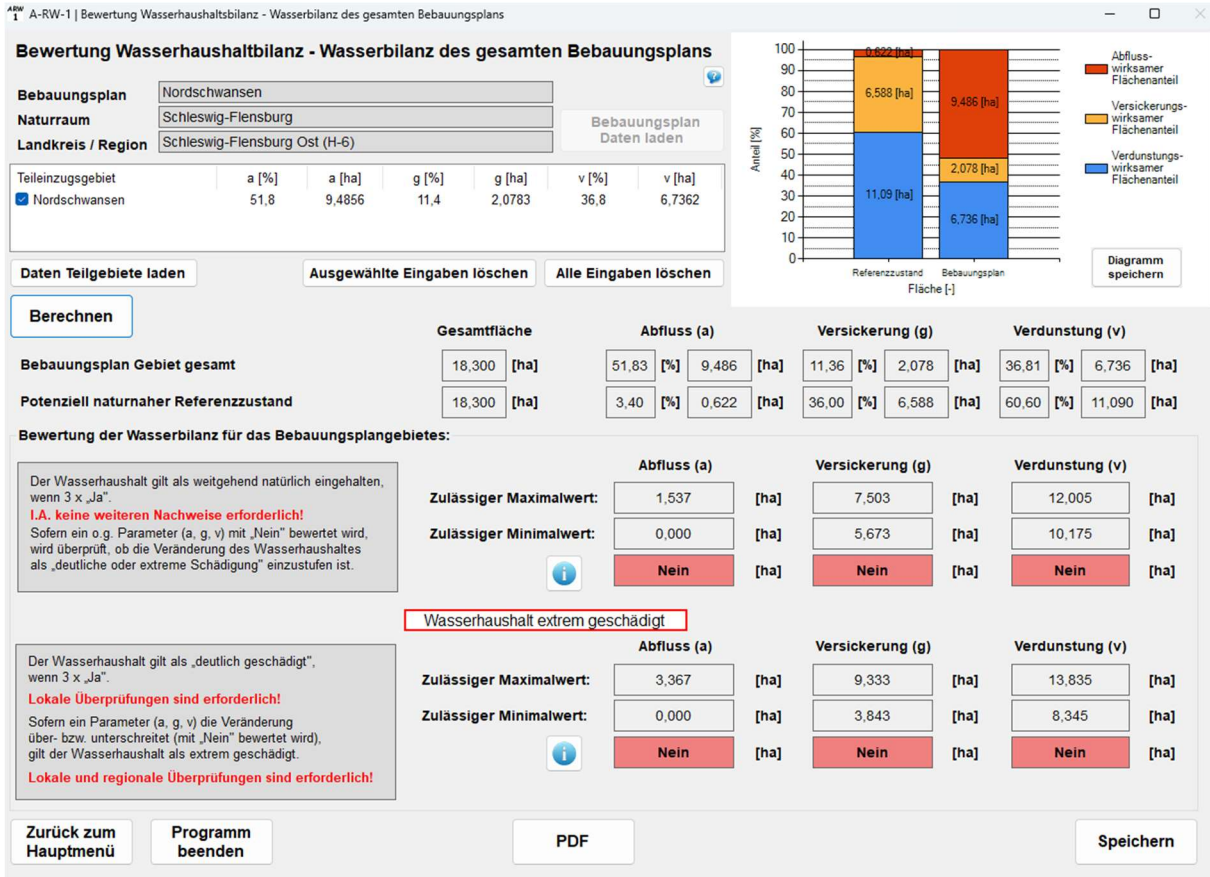 ARW
1
A-RW-1 | Bewertung Wasserhaushaltsbilanz - Wasserbilanz des gesamten Bebauungsplans
Bewertung Wasserhaushaltbilanz - Wasserbilanz des gesamten Bebauungsplans
Bebauungsplan Nordschwansen
Naturraum Schleswig-Flensburg
Landkreis / Region Schleswig-Flensburg Ost (H-6)
Bebauungsplan
Daten laden
Teileinzugsgebiet a [%] a [ha] g [%] g [ha] v [%] v [ha]
Nordschwansen 51,8 9,4856 11,4 2,0783 36,8 6,7362
Daten Teilgebiete laden Ausgewählte Eingaben löschen Alle Eingaben löschen
100
90
80
70
60
50
40
30
20
10
0
Anteil [%]
0,622 [ha]
6,588 [ha]
11,09 [ha]
9,486 [ha]
2,078 [ha]
6,736 [ha]
Referenzzustand Bebauungsplan
Fläche [-]
Abfluss-
wirksamer
Flächenanteil
Versickerungs-
wirksamer
Flächenanteil
Verdunstungs-
wirksamer
Flächenanteil
Diagramm
speichern
Berechnen
Gesamtfläche Abfluss (a) Versickerung (g) Verdunstung (v)
Bebauungsplan Gebiet gesamt 18,300 [ha] 51,83 [%] 9,486 [ha] 11,36 [%] 2,078 [ha] 36,81 [%] 6,736 [ha]
Potenziell naturnaher Referenzzustand 18,300 [ha] 3,40 [%] 0,622 [ha] 36,00 [%] 6,588 [ha] 60,60 [%] 11,090 [ha]
Bewertung der Wasserbilanz für das Bebauungsplangebietes:
Der Wasserhaushalt gilt als weitgehend natürlich eingehalten,
wenn 3 x „Ja".
I.A. keine weiteren Nachweise erforderlich!
Sofern ein o.g. Parameter (a, g, v) mit „Nein" bewertet wird,
wird überprüft, ob die Veränderung des Wasserhaushaltes
als „deutliche oder extreme Schädigung" einzustufen ist.
Abfluss (a) Versickerung (g) Verdunstung (v)
Zulässiger Maximalwert: 1,537 [ha] 7,503 [ha] 12,005 [ha]
Zulässiger Minimalwert: 0,000 [ha] 5,673 [ha] 10,175 [ha]
Nein [ha] Nein [ha] Nein [ha]
Wasserhaushalt extrem geschädigt
Der Wasserhaushalt gilt als „deutlich geschädigt",
wenn 3 x „Ja".
Lokale Überprüfungen sind erforderlich!
Sofern ein Parameter (a, g, v) die Veränderung
über- bzw. unterschreitet (mit „Nein" bewertet wird),
gilt der Wasserhaushalt als extrem geschädigt.
Lokale und regionale Überprüfungen sind erforderlich!
Abfluss (a) Versickerung (g) Verdunstung (v)
Zulässiger Maximalwert: 3,367 [ha] 9,333 [ha] 13,835 [ha]
Zulässiger Minimalwert: 0,000 [ha] 3,843 [ha] 8,345 [ha]
Nein [ha] Nein [ha] Nein [ha]
Zurück zum
Hauptmenü
Programm
beenden
PDF
Speichern